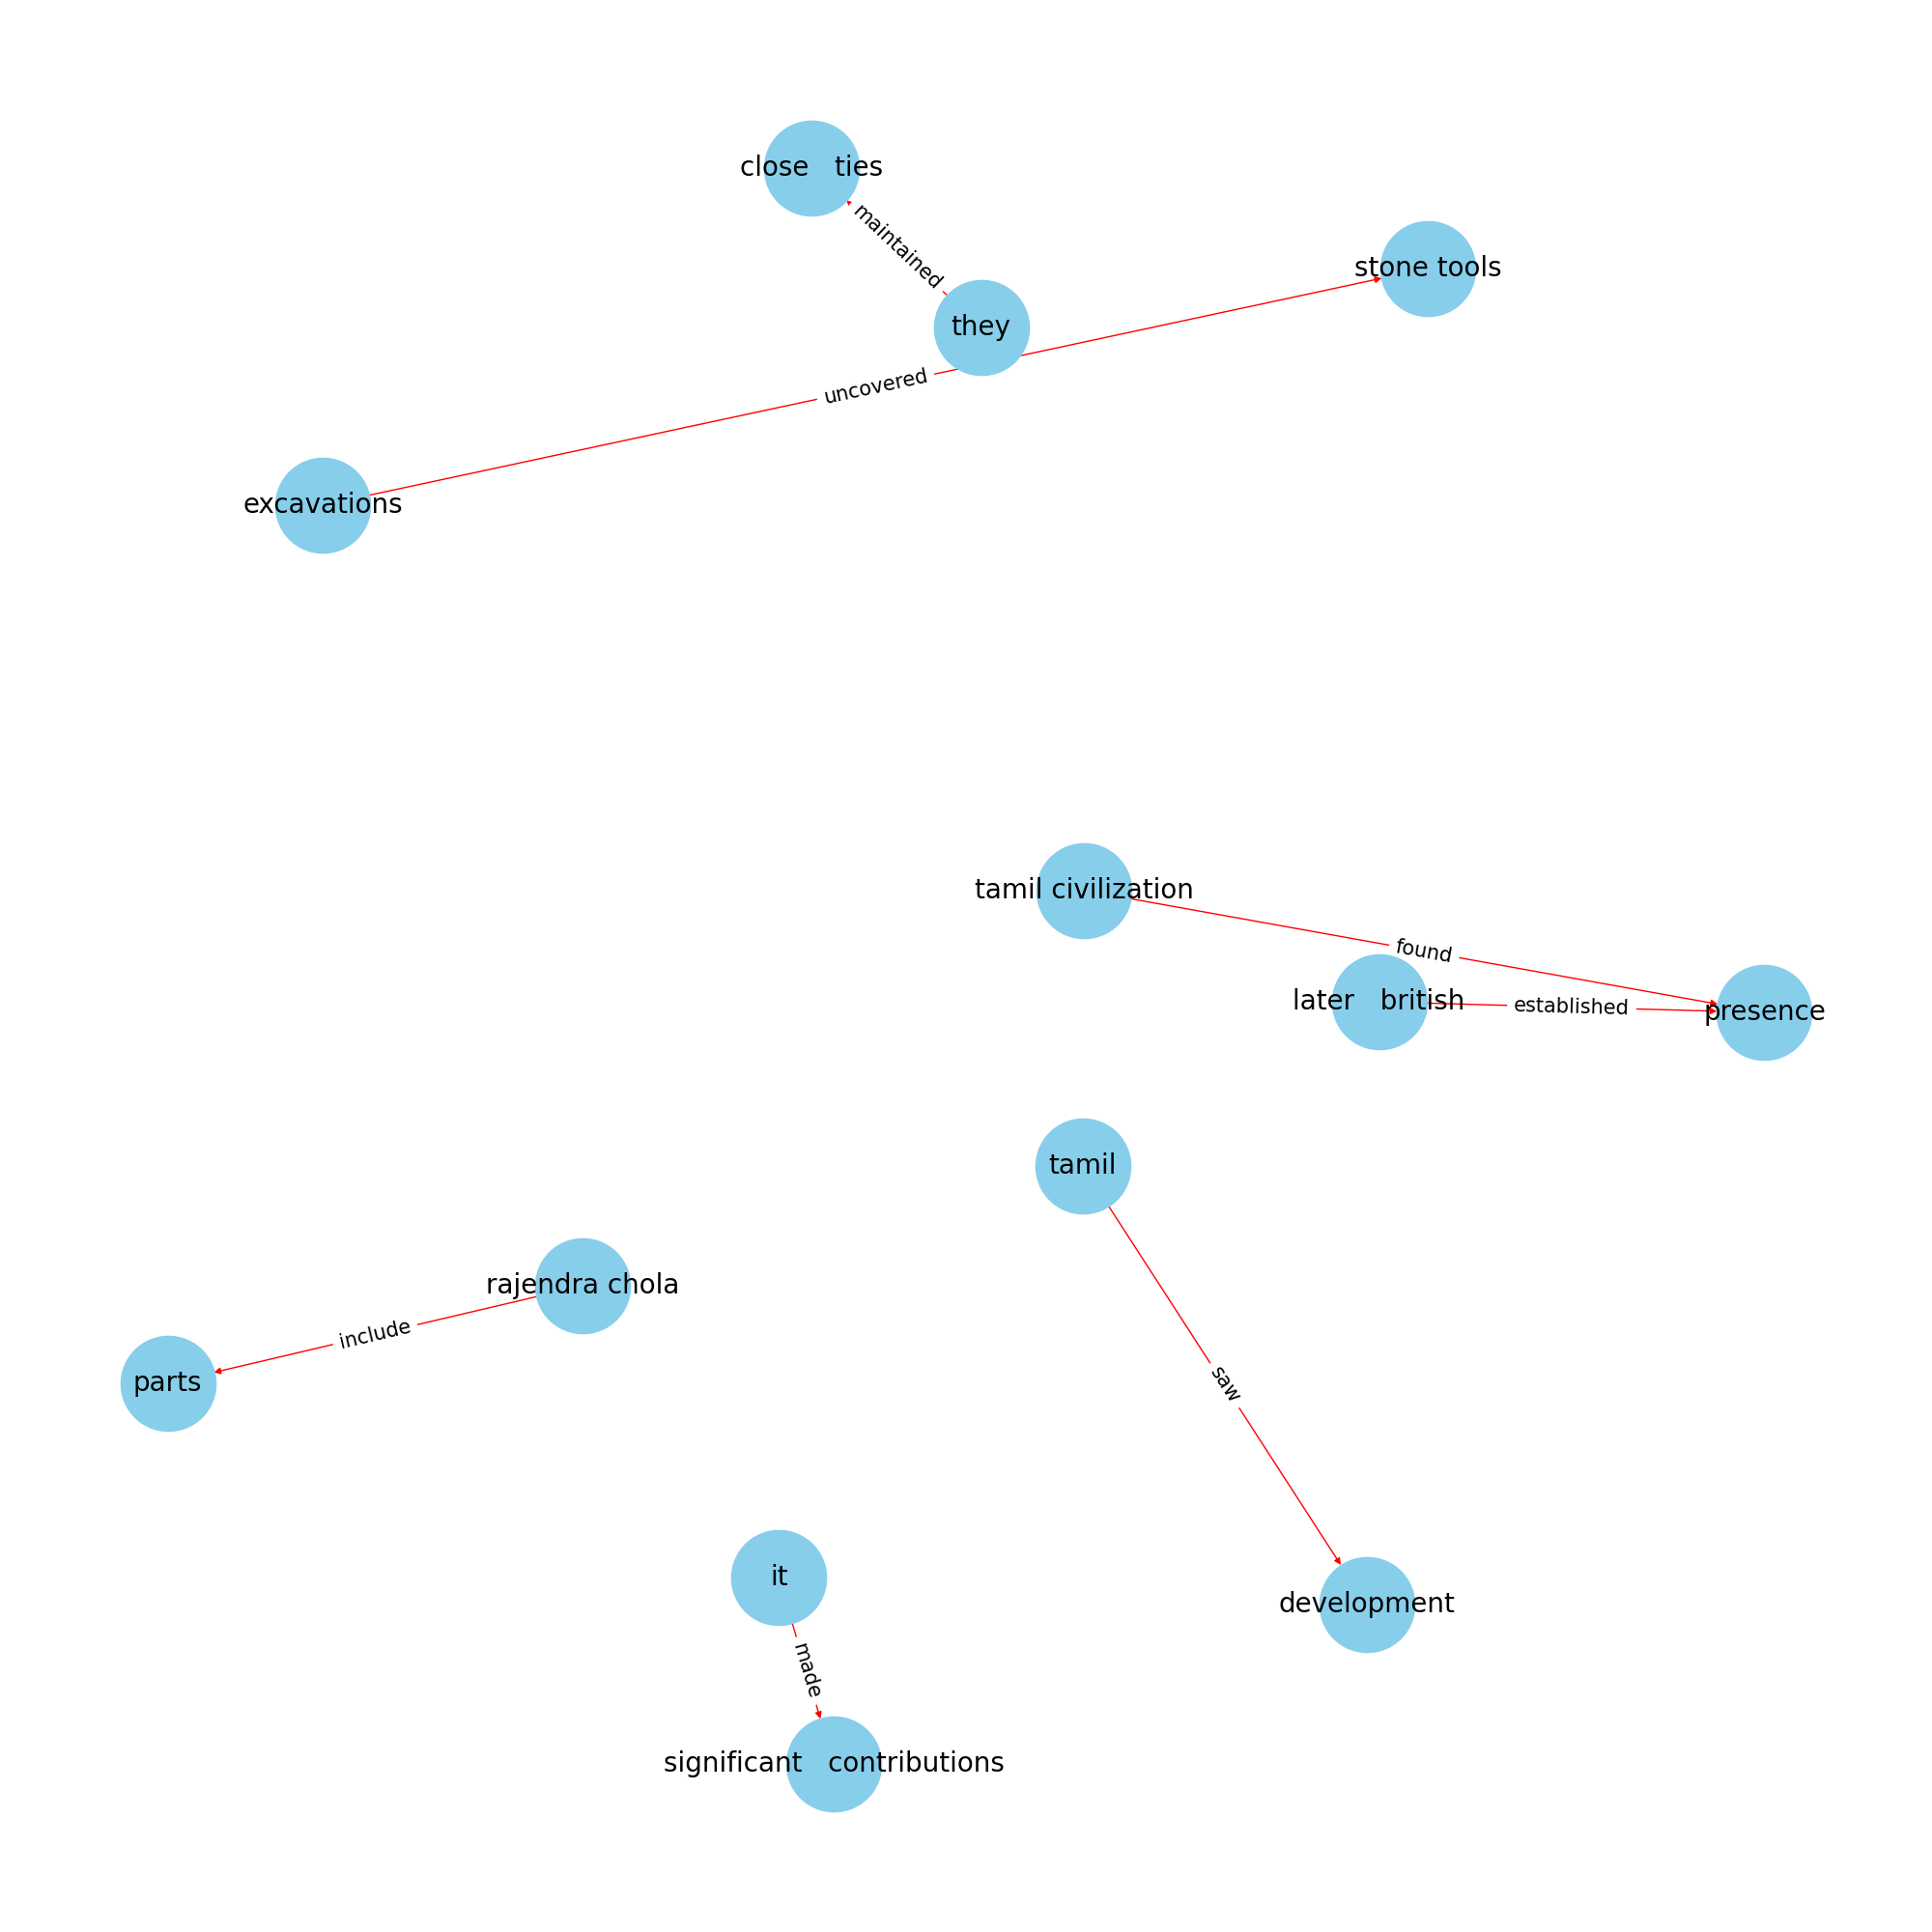 close   ties
maintained
stone tools
they
uncovered
excavations
tamil civilization
found
later   british
established
presence
tamil
rajendra chola
include
parts
saw
it
development
made
significant   contributions